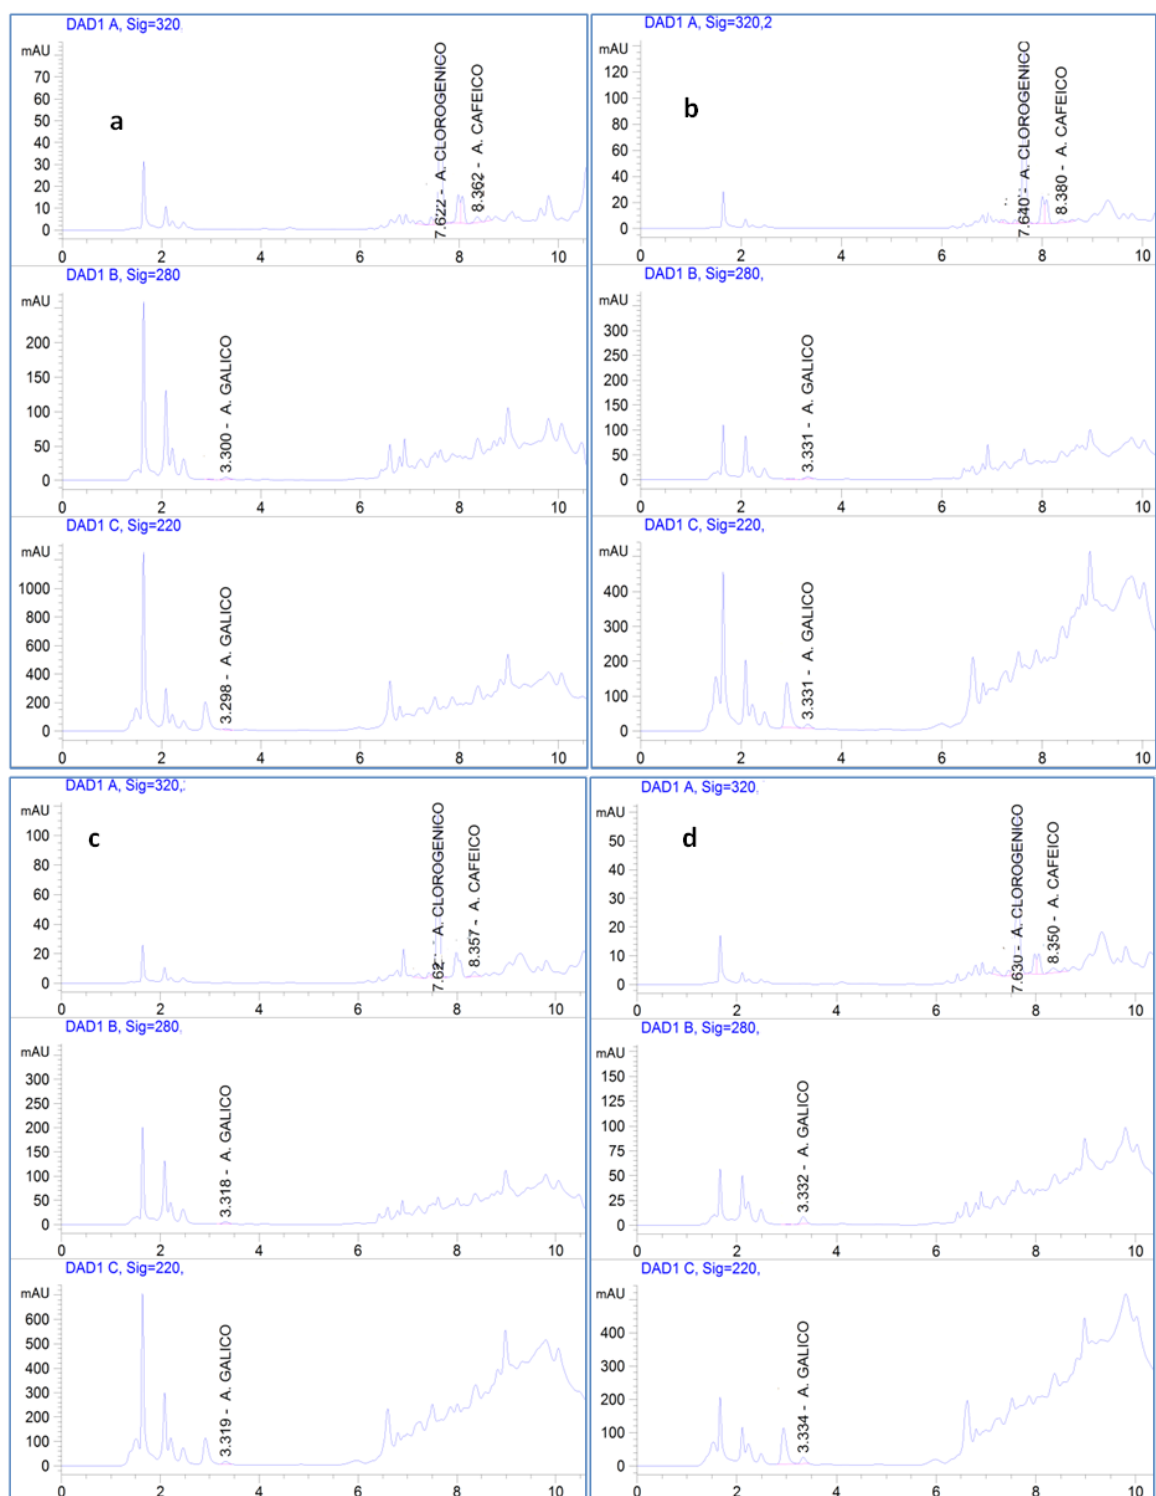 DAD1 A, Sig=320
mAU
70
60
50
40
30
20
10
0
a
7.622 - A. CLOROGENICO
8.362 - A. CAFEICO
0 2 4 6 8 10
DAD1 B, Sig=280
mAU
200
150
100
50
0
3.300 - A. GALICO
0 2 4 6 8 10
DAD1 C, Sig=220
mAU
1000
800
600
400
200
0
3.298 - A. GALICO
0 2 4 6 8 10
DAD1 A, Sig=320,2
mAU
120
100
80
60
40
20
0
b
7.640 - A. CLOROGENICO
8.380 - A. CAFEICO
0 2 4 6 8 10
DAD1 B, Sig=280,
mAU
300
250
200
150
100
50
0
3.331 - A. GALICO
0 2 4 6 8 10
DAD1 C, Sig=220,
mAU
400
300
200
100
0
3.331 - A. GALICO
0 2 4 6 8 10
DAD1 A, Sig=320,
mAU
100
80
60
40
20
0
c
7.62 - A. CLOROGENICO
8.357 - A. CAFEICO
0 2 4 6 8 10
DAD1 B, Sig=280
mAU
300
250
200
150
100
50
0
3.318 - A. GALICO
0 2 4 6 8 10
DAD1 C, Sig=220,
mAU
600
500
400
300
200
100
0
3.319 - A. GALICO
0 2 4 6 8 10
DAD1 A, Sig=320
mAU
50
40
30
20
10
0
d
7.630 - A. CLOROGENICO
8.350 - A. CAFEICO
0 2 4 6 8 10
DAD1 B, Sig=280,
mAU
150
125
100
75
50
25
0
3.332 - A. GALICO
0 2 4 6 8 10
DAD1 C, Sig=220,
mAU
400
300
200
100
0
3.334 - A. GALICO
0 2 4 6 8 10